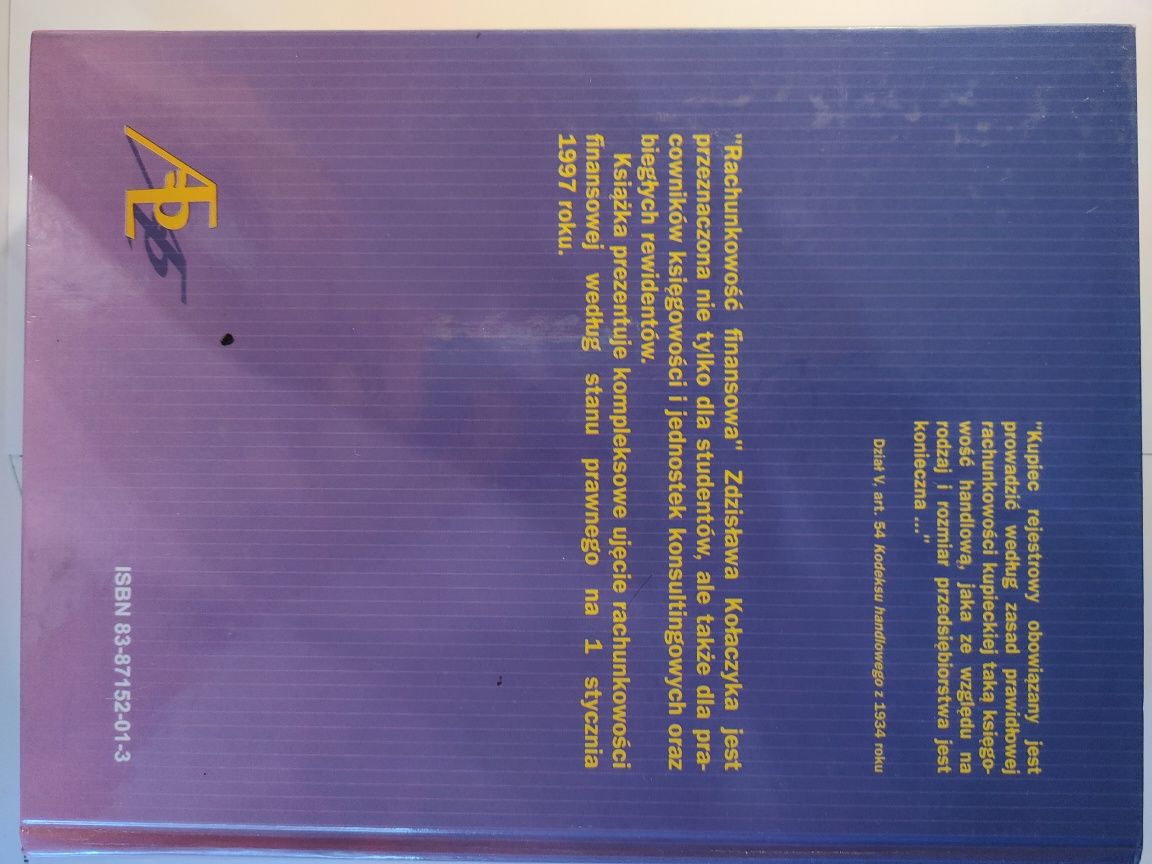 "Kupiec rejestrowy obowiązany jest
prowadzić według zasad prawidłowej
rachunkowości kupieckiej taką księgo-
wość handlową, jaka ze względu na
rodzaj i rozmiar przedsiębiorstwa jest
konieczna ..."
Dział V, art. 54 Kodeksu handlowego z 1934 roku
"Rachunkowość finansowa" Zdzisława Kołaczyka jest
przeznaczona nie tylko dla studentów, ale także dla pra-
cowników księgowości i jednostek konsultingowych oraz
biegłych rewidentów.
Książka prezentuje kompleksowe ujęcie rachunkowości
finansowej według stanu prawnego na 1 stycznia
1997 roku.
ISBN 83-87152-01-3